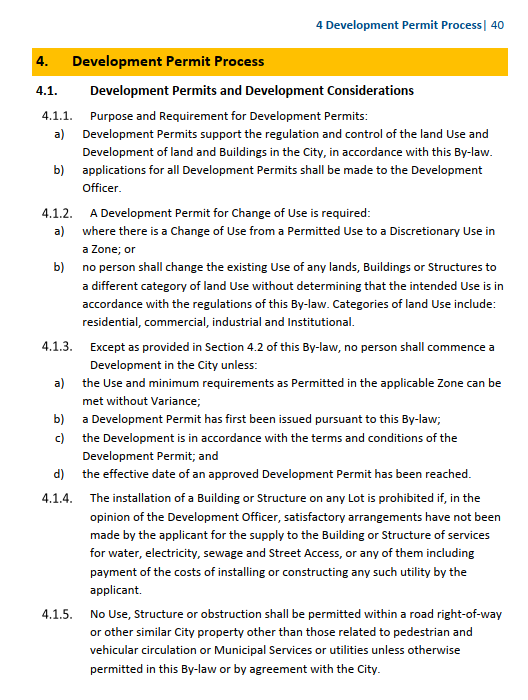 4 Development Permit Process| 40
4. Development Permit Process
4.1. Development Permits and Development Considerations
4.1.1. Purpose and Requirement for Development Permits:
a) Development Permits support the regulation and control of the land Use and
Development of land and Buildings in the City, in accordance with this By-law.
b) applications for all Development Permits shall be made to the Development
Officer.
4.1.2. A Development Permit for Change of Use is required:
a) where there is a Change of Use from a Permitted Use to a Discretionary Use in
a Zone; or
b) no person shall change the existing Use of any lands, Buildings or Structures to
a different category of land Use without determining that the intended Use is in
accordance with the regulations of this By-law. Categories of land Use include:
residential, commercial, industrial and Institutional.
4.1.3. Except as provided in Section 4.2 of this By-law, no person shall commence a
Development in the City unless:
a) the Use and minimum requirements as Permitted in the applicable Zone can be
met without Variance;
b) a Development Permit has first been issued pursuant to this By-law;
c) the Development is in accordance with the terms and conditions of the
Development Permit; and
d) the effective date of an approved Development Permit has been reached.
4.1.4. The installation of a Building or Structure on any Lot is prohibited if, in the
opinion of the Development Officer, satisfactory arrangements have not been
made by the applicant for the supply to the Building or Structure of services
for water, electricity, sewage and Street Access, or any of them including
payment of the costs of installing or constructing any such utility by the
applicant.
4.1.5. No Use, Structure or obstruction shall be permitted within a road right-of-way
or other similar City property other than those related to pedestrian and
vehicular circulation or Municipal Services or utilities unless otherwise
permitted in this By-law or by agreement with the City.